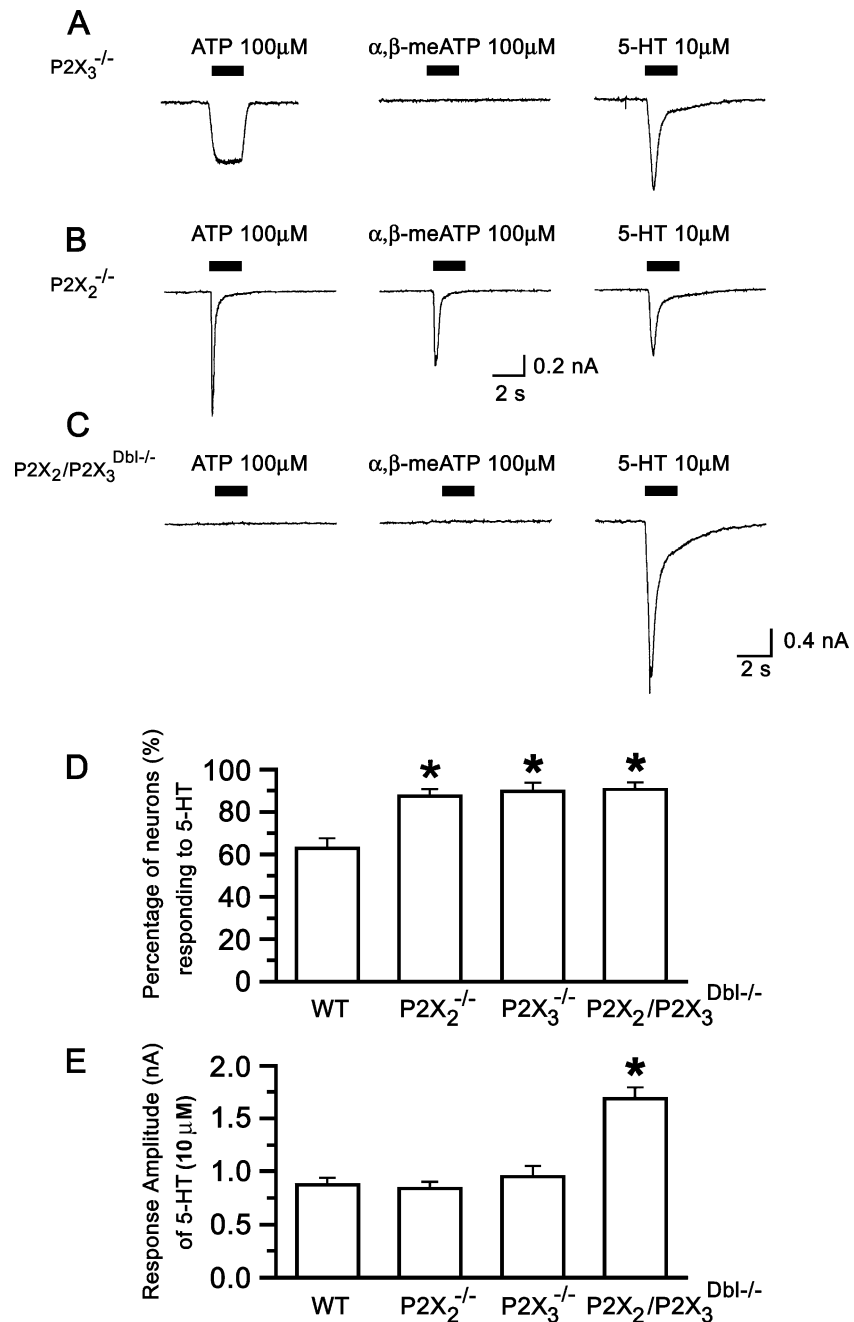 A
P2X3-/-
ATP 100μM
α,β-meATP 100μM
5-HT 10μM
B
P2X2-/-
ATP 100μM
α,β-meATP 100μM
5-HT 10μM
0.2 nA
2 s
C
P2X2/P2X3Dbl-/-
ATP 100μM
α,β-meATP 100μM
5-HT 10μM
0.4 nA
2 s
D
Percentage of neurons (%)
responding to 5-HT
100
80
60
40
20
0
*
*
*
WT
P2X2-/-
P2X3-/-
P2X2/P2X3Dbl-/-
E
Response Amplitude (nA)
of 5-HT (10 μM)
2.0
1.5
1.0
0.5
0.0
*
WT
P2X2-/-
P2X3-/-
P2X2/P2X3Dbl-/-